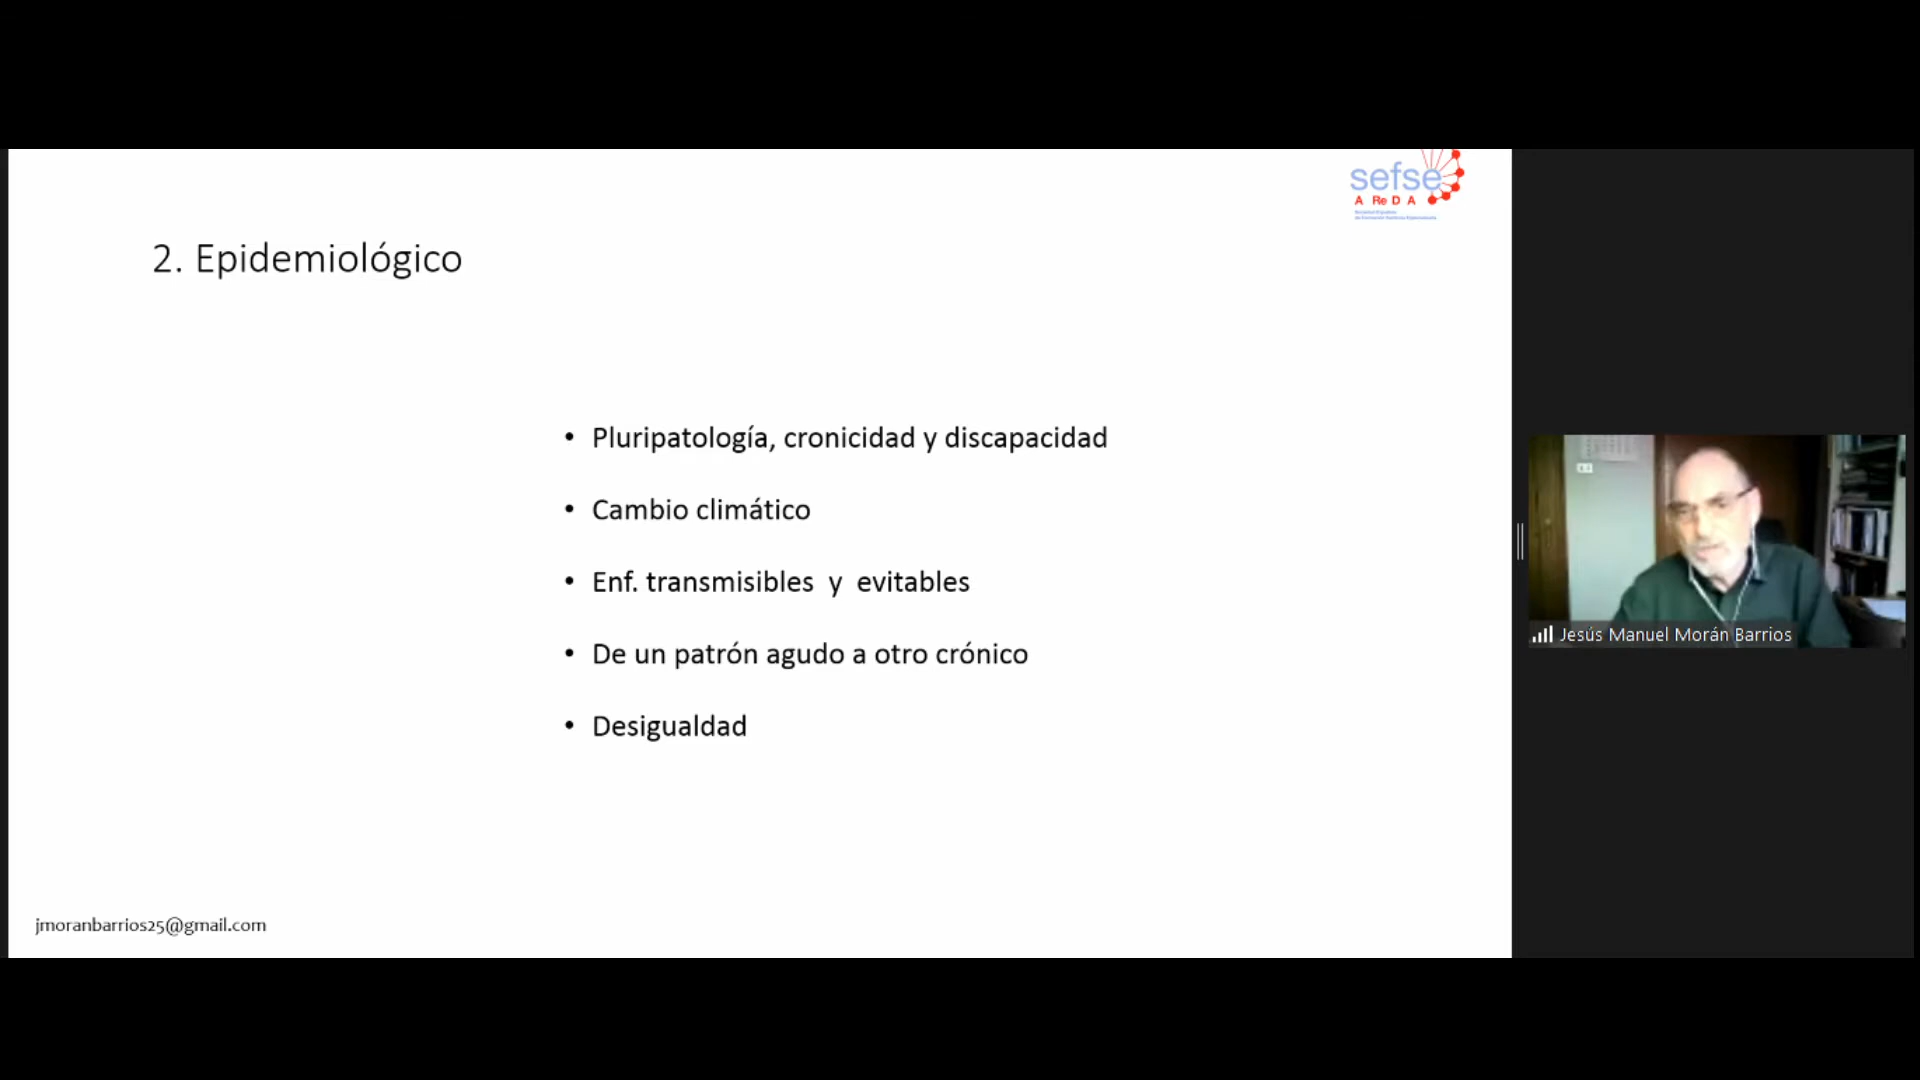 sefse
A ReDA
2. Epidemiológico
• Pluripatología, cronicidad y discapacidad
• Cambio climático
• Enf. transmisibles y evitables
• De un patrón agudo a otro crónico
• Desigualdad
Jesús Manuel Morán Barrios
jmoranbarrios25@gmail.com